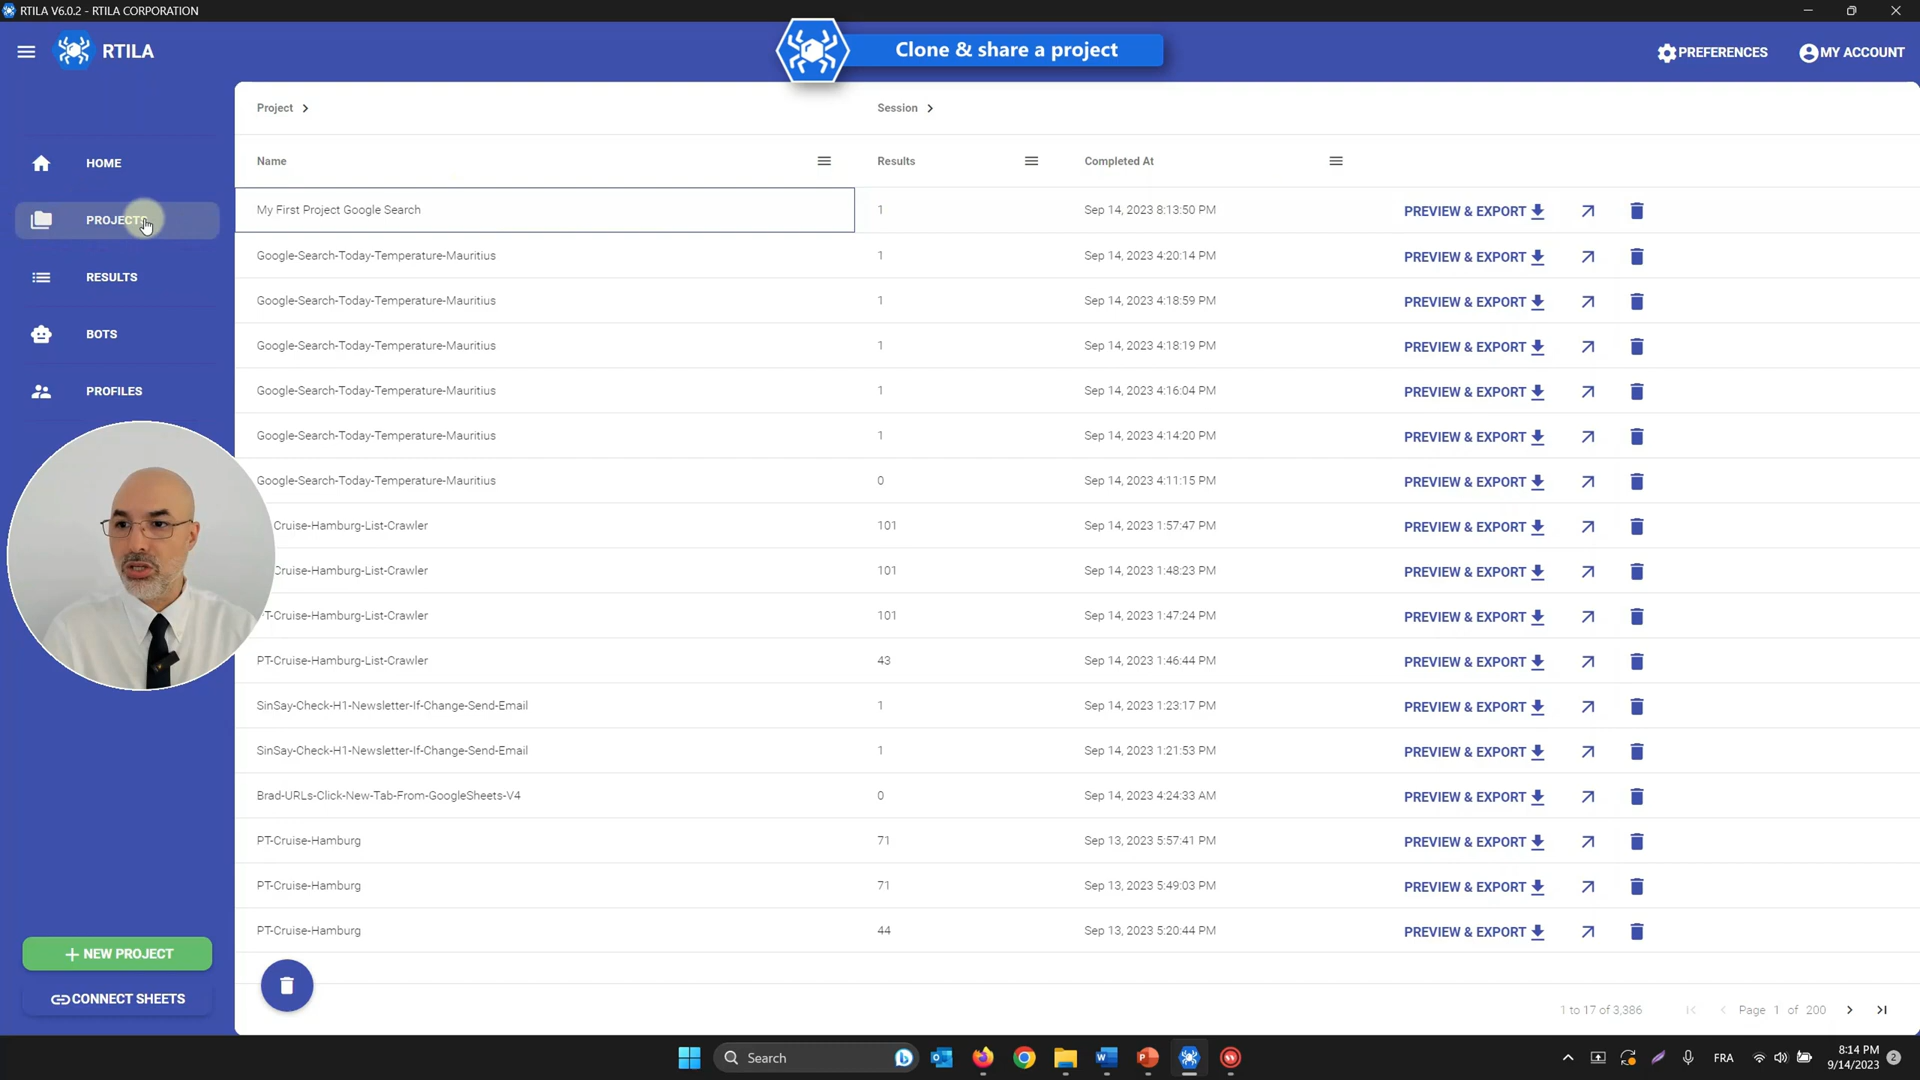 RTILA V6.0.2 - RTILA CORPORATION
RTILA
Clone & share a project
PREFERENCES
MY ACCOUNT
HOME
PROJECTS
RESULTS
BOTS
PROFILES
+ NEW PROJECT
CONNECT SHEETS
Project > Session >
Name Results Completed At
My First Project Google Search 1 Sep 14, 2023 8:13:50 PM PREVIEW & EXPORT
Google-Search-Today-Temperature-Mauritius 1 Sep 14, 2023 4:20:14 PM PREVIEW & EXPORT
Google-Search-Today-Temperature-Mauritius 1 Sep 14, 2023 4:18:59 PM PREVIEW & EXPORT
Google-Search-Today-Temperature-Mauritius 1 Sep 14, 2023 4:18:19 PM PREVIEW & EXPORT
Google-Search-Today-Temperature-Mauritius 1 Sep 14, 2023 4:16:04 PM PREVIEW & EXPORT
Google-Search-Today-Temperature-Mauritius 1 Sep 14, 2023 4:14:20 PM PREVIEW & EXPORT
Google-Search-Today-Temperature-Mauritius 0 Sep 14, 2023 4:11:15 PM PREVIEW & EXPORT
Cruise-Hamburg-List-Crawler 101 Sep 14, 2023 1:57:47 PM PREVIEW & EXPORT
Cruise-Hamburg-List-Crawler 101 Sep 14, 2023 1:48:23 PM PREVIEW & EXPORT
T-Cruise-Hamburg-List-Crawler 101 Sep 14, 2023 1:47:24 PM PREVIEW & EXPORT
PT-Cruise-Hamburg-List-Crawler 43 Sep 14, 2023 1:46:44 PM PREVIEW & EXPORT
SinSay-Check-H1-Newsletter-If-Change-Send-Email 1 Sep 14, 2023 1:23:17 PM PREVIEW & EXPORT
SinSay-Check-H1-Newsletter-If-Change-Send-Email 1 Sep 14, 2023 1:21:53 PM PREVIEW & EXPORT
Brad-URLs-Click-New-Tab-From-GoogleSheets-V4 0 Sep 14, 2023 4:24:33 AM PREVIEW & EXPORT
PT-Cruise-Hamburg 71 Sep 13, 2023 5:57:41 PM PREVIEW & EXPORT
PT-Cruise-Hamburg 71 Sep 13, 2023 5:49:03 PM PREVIEW & EXPORT
PT-Cruise-Hamburg 44 Sep 13, 2023 5:20:44 PM PREVIEW & EXPORT
1 to 17 of 3,386 Page 1 of 200
Search
FRA
8:14 PM
9/14/2023
2